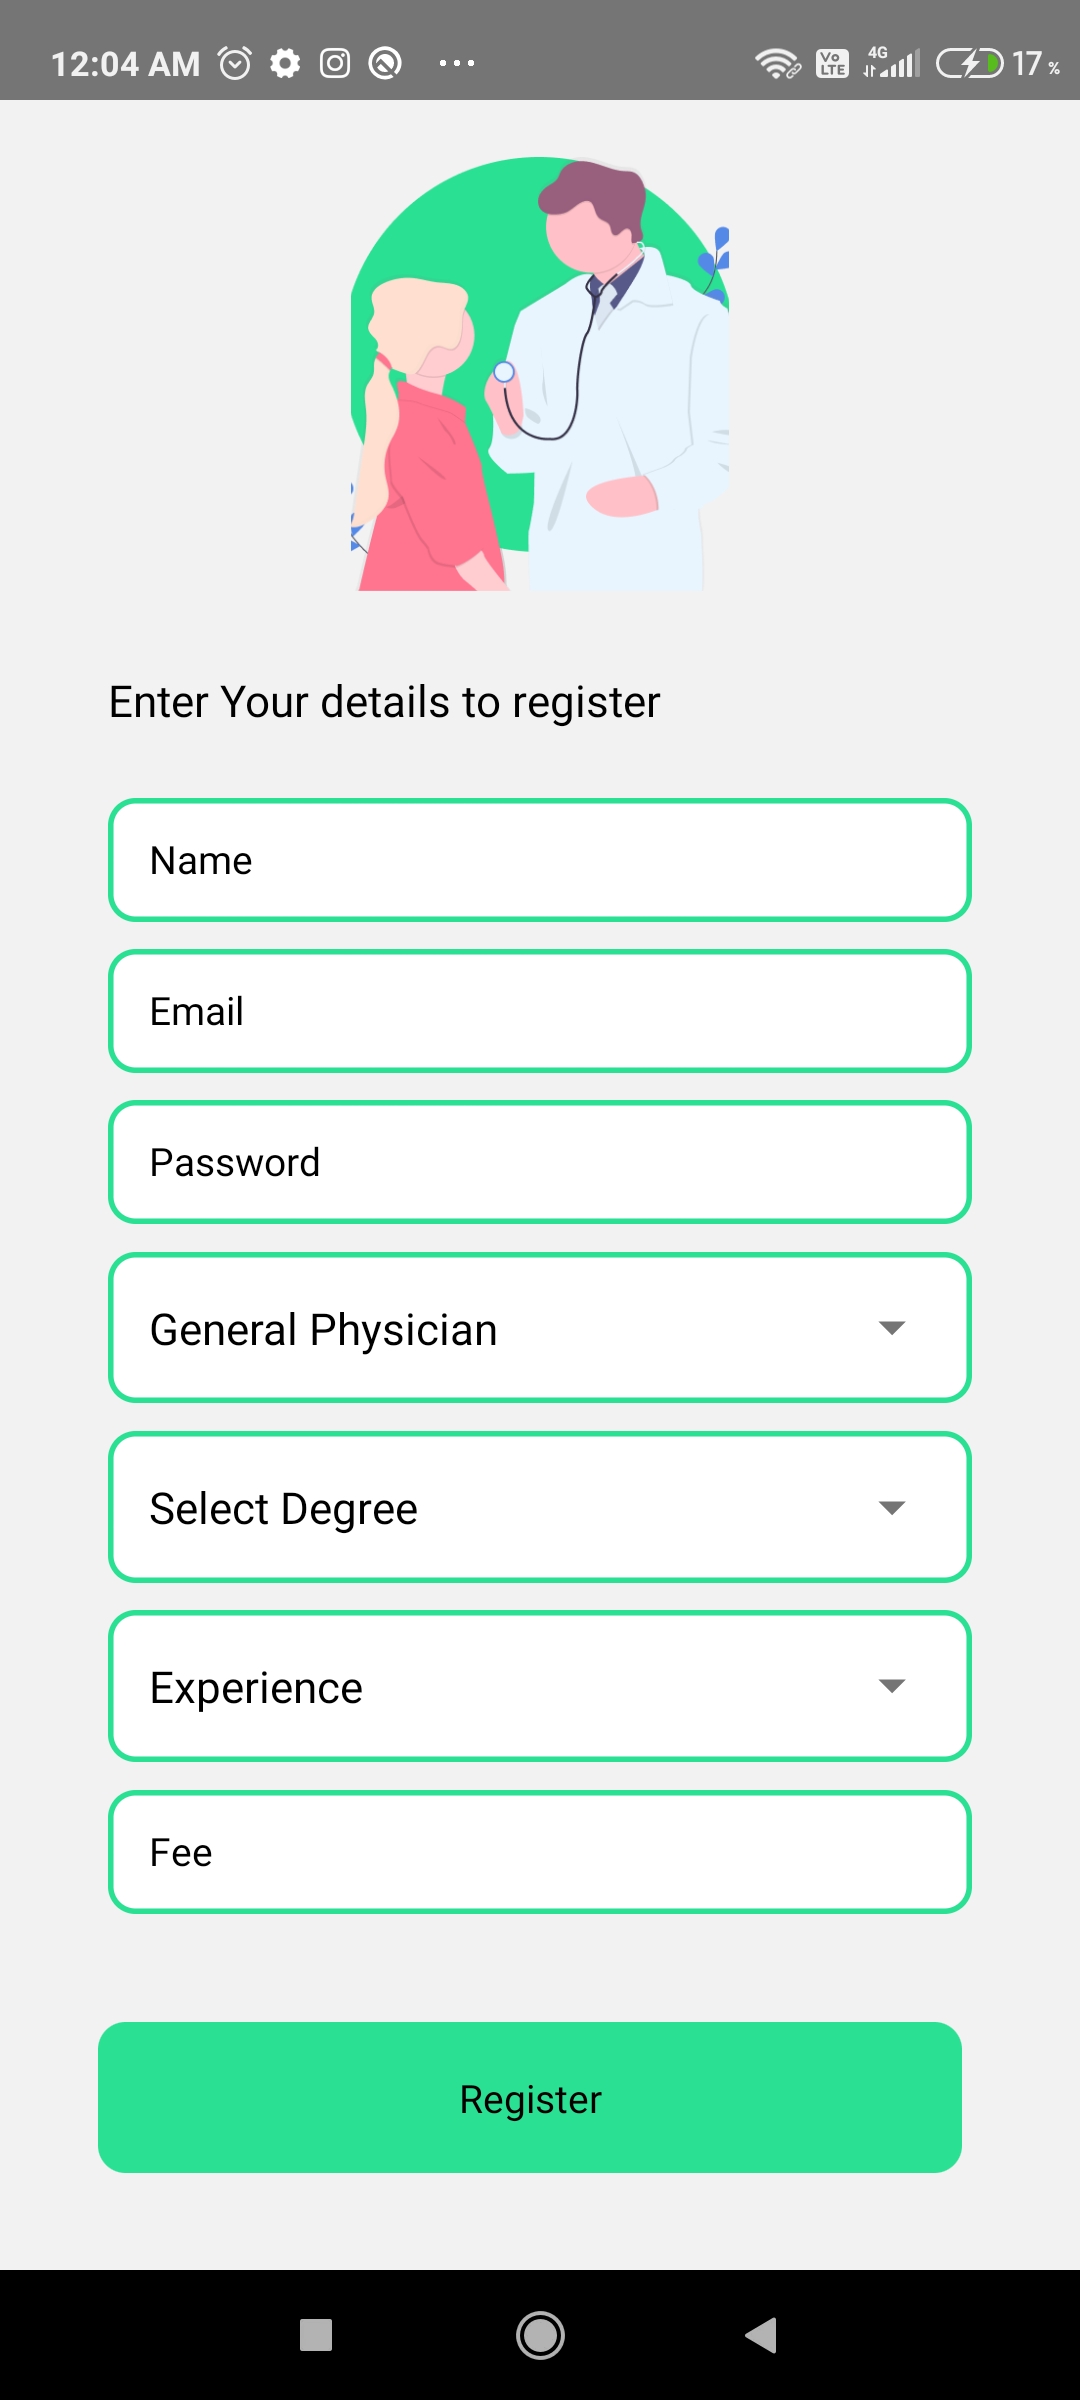 12:04 AM
Vo LTE 4G 17 %
Enter Your details to register
Name
Email
Password
General Physician
Select Degree
Experience
Fee
Register